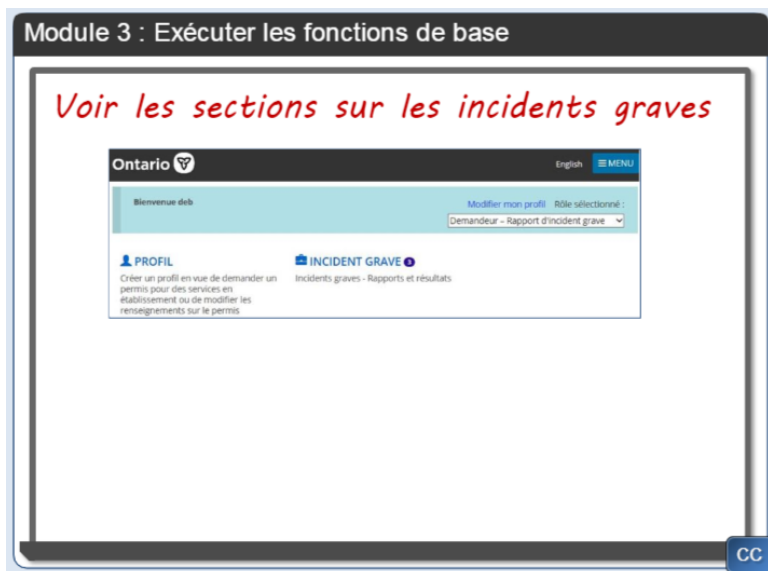 Module 3 : Exécuter les fonctions de base
Voir les sections sur les incidents graves
Ontario
English
MENU
Bienvenue deb
Modifier mon profil Rôle sélectionné :
Demandeur – Rapport d'incident grave
PROFIL
Créer un profil en vue de demander un
permis pour des services en
établissement ou de modifier les
renseignements sur le permis
INCIDENT GRAVE 3
Incidents graves - Rapports et résultats
CC